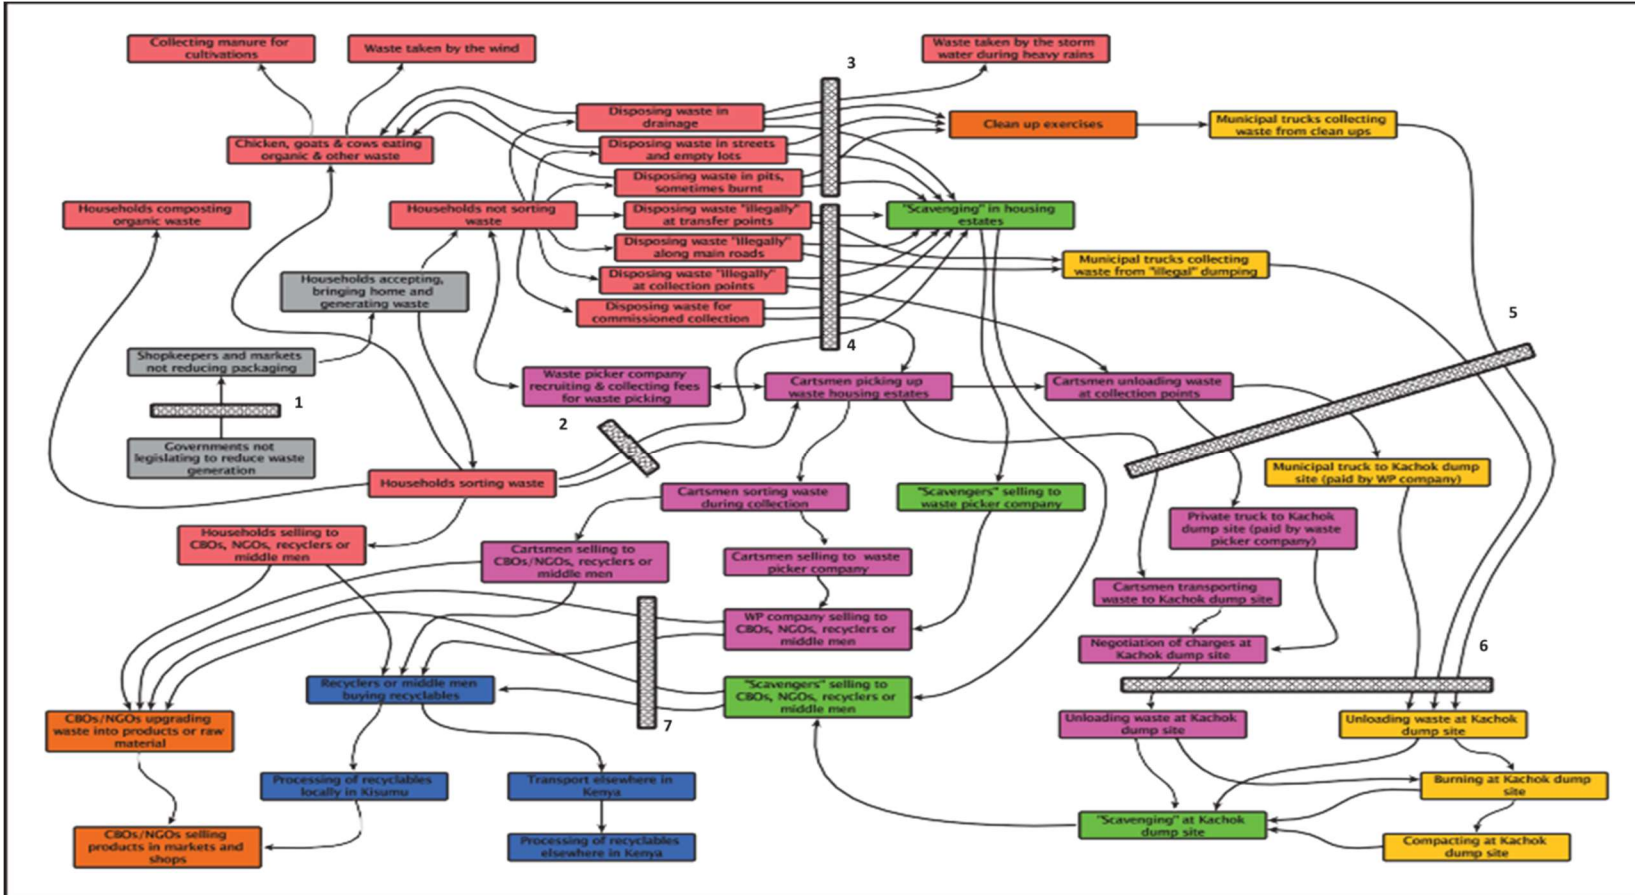 Collecting manure for
cultivations
Waste taken by the wind
Waste taken by the storm
water during heavy rains
3
Disposing waste in
drainage
Clean up exercises
Municipal trucks collecting
waste from clean ups
Chicken, goats & cows eating
organic & other waste
Disposing waste in streets
and empty lots
Disposing waste in pits,
sometimes burnt
Households composting
organic waste
Households not sorting
waste
Disposing waste "illegally"
at transfer points
"Scavenging" in housing
estates
Disposing waste "illegally"
along main roads
Municipal trucks collecting
waste from "illegal" dumping
Households accepting,
bringing home and
generating waste
Disposing waste "illegally"
at collection points
Disposing waste for
commissioned collection
5
4
Shopkeepers and markets
not reducing packaging
Waste picker company
recruiting & collecting fees
for waste picking
Cartsmen picking up
waste housing estates
Cartsmen unloading waste
at collection points
1
2
Governments not
legislating to reduce waste
generation
Households sorting waste
Cartsmen sorting waste
during collection
"Scavengers" selling to
waste picker company
Municipal truck to Kachok dump
site (paid by WP company)
Private truck to Kachok
dump site (paid by waste
picker company)
Households selling to
CBOs, NGOs, recyclers or
middle men
Cartsmen selling to
CBOs/NGOs, recyclers or
middle men
Cartsmen selling to waste
picker company
Cartsmen transporting
waste to Kachok dump site
WP company selling to
CBOs, NGOs, recyclers or
middle men
Negotiation of charges at
Kachok dump site
6
Recyclers or middle men
buying recyclables
"Scavengers" selling to
CBOs, NGOs, recyclers or
middle men
7
CBOs/NGOs upgrading
waste into products or raw
material
Unloading waste at Kachok
dump site
Unloading waste at Kachok
dump site
Processing of recyclables
locally in Kisumu
Transport elsewhere in
Kenya
Burning at Kachok dump
site
"Scavenging" at Kachok
dump site
CBOs/NGOs selling
products in markets and
shops
Processing of recyclables
elsewhere in Kenya
Compacting at Kachok
dump site